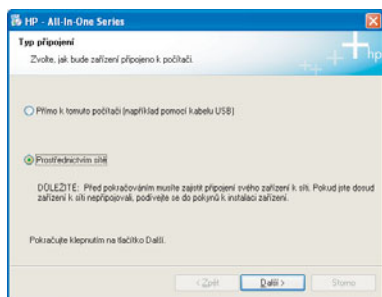 HP - All-In-One Series
Typ připojení
Zvolte, jak bude zařízení připojeno k počítači.
hp
Přímo k tomuto počítači (například pomocí kabelu USB)
Prostřednictvím sítě
DŮLEŽITÉ: Před pokračováním musíte zajistit připojení svého zařízení k síti. Pokud jste dosud
zařízení k síti nepřipojovali, podívejte se do pokynů k instalaci zařízení.
Pokračujte klepnutím na tlačítko Další.
< Zpět
Další >
Storno